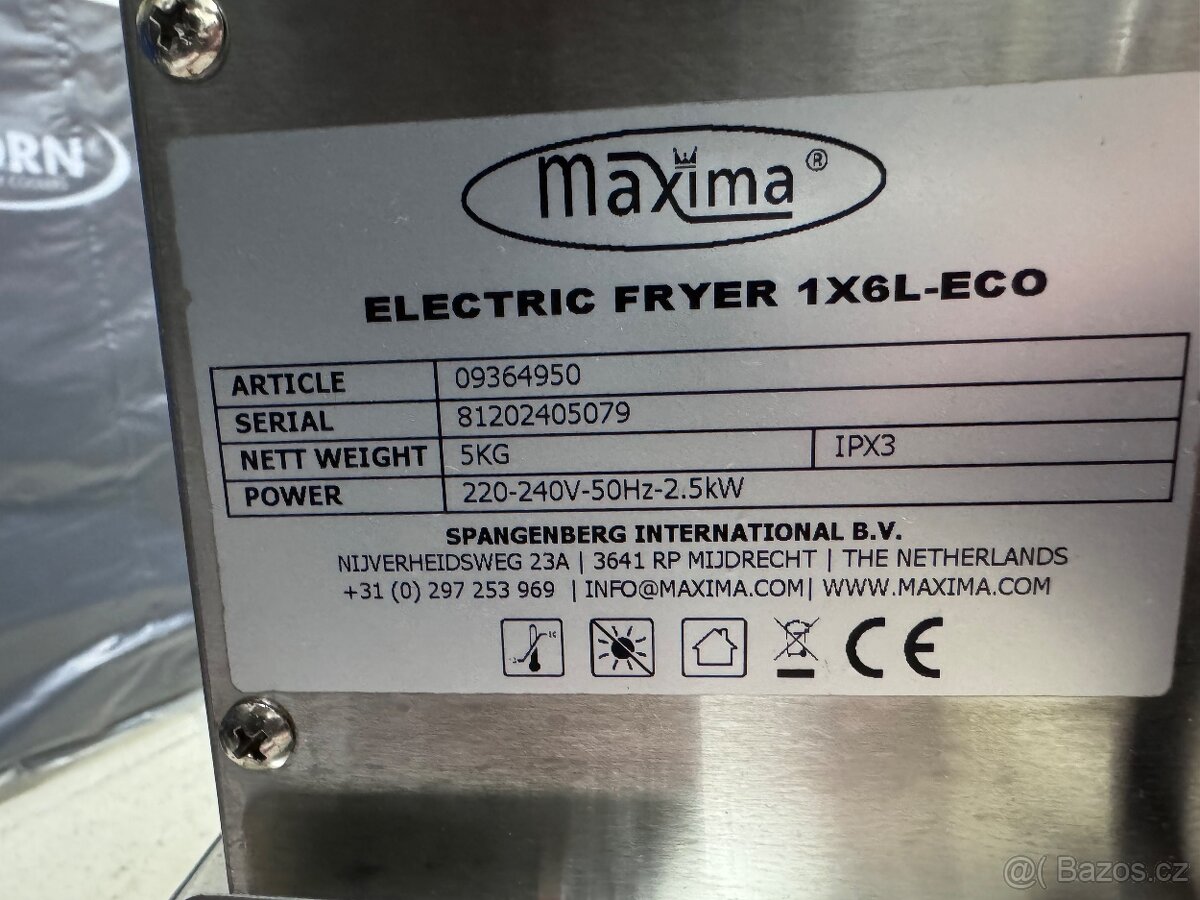 ORN
maxima®
ELECTRIC FRYER 1X6L-ECO
ARTICLE 09364950
SERIAL 81202405079
NETT WEIGHT 5KG IPX3
POWER 220-240V-50Hz-2.5kW
SPANGENBERG INTERNATIONAL B.V.
NIJVERHEIDSWEG 23A | 3641 RP MIJDRECHT | THE NETHERLANDS
+31 (0) 297 253 969 | INFO@MAXIMA.COM| WWW.MAXIMA.COM
CE
@( Bazos.cz